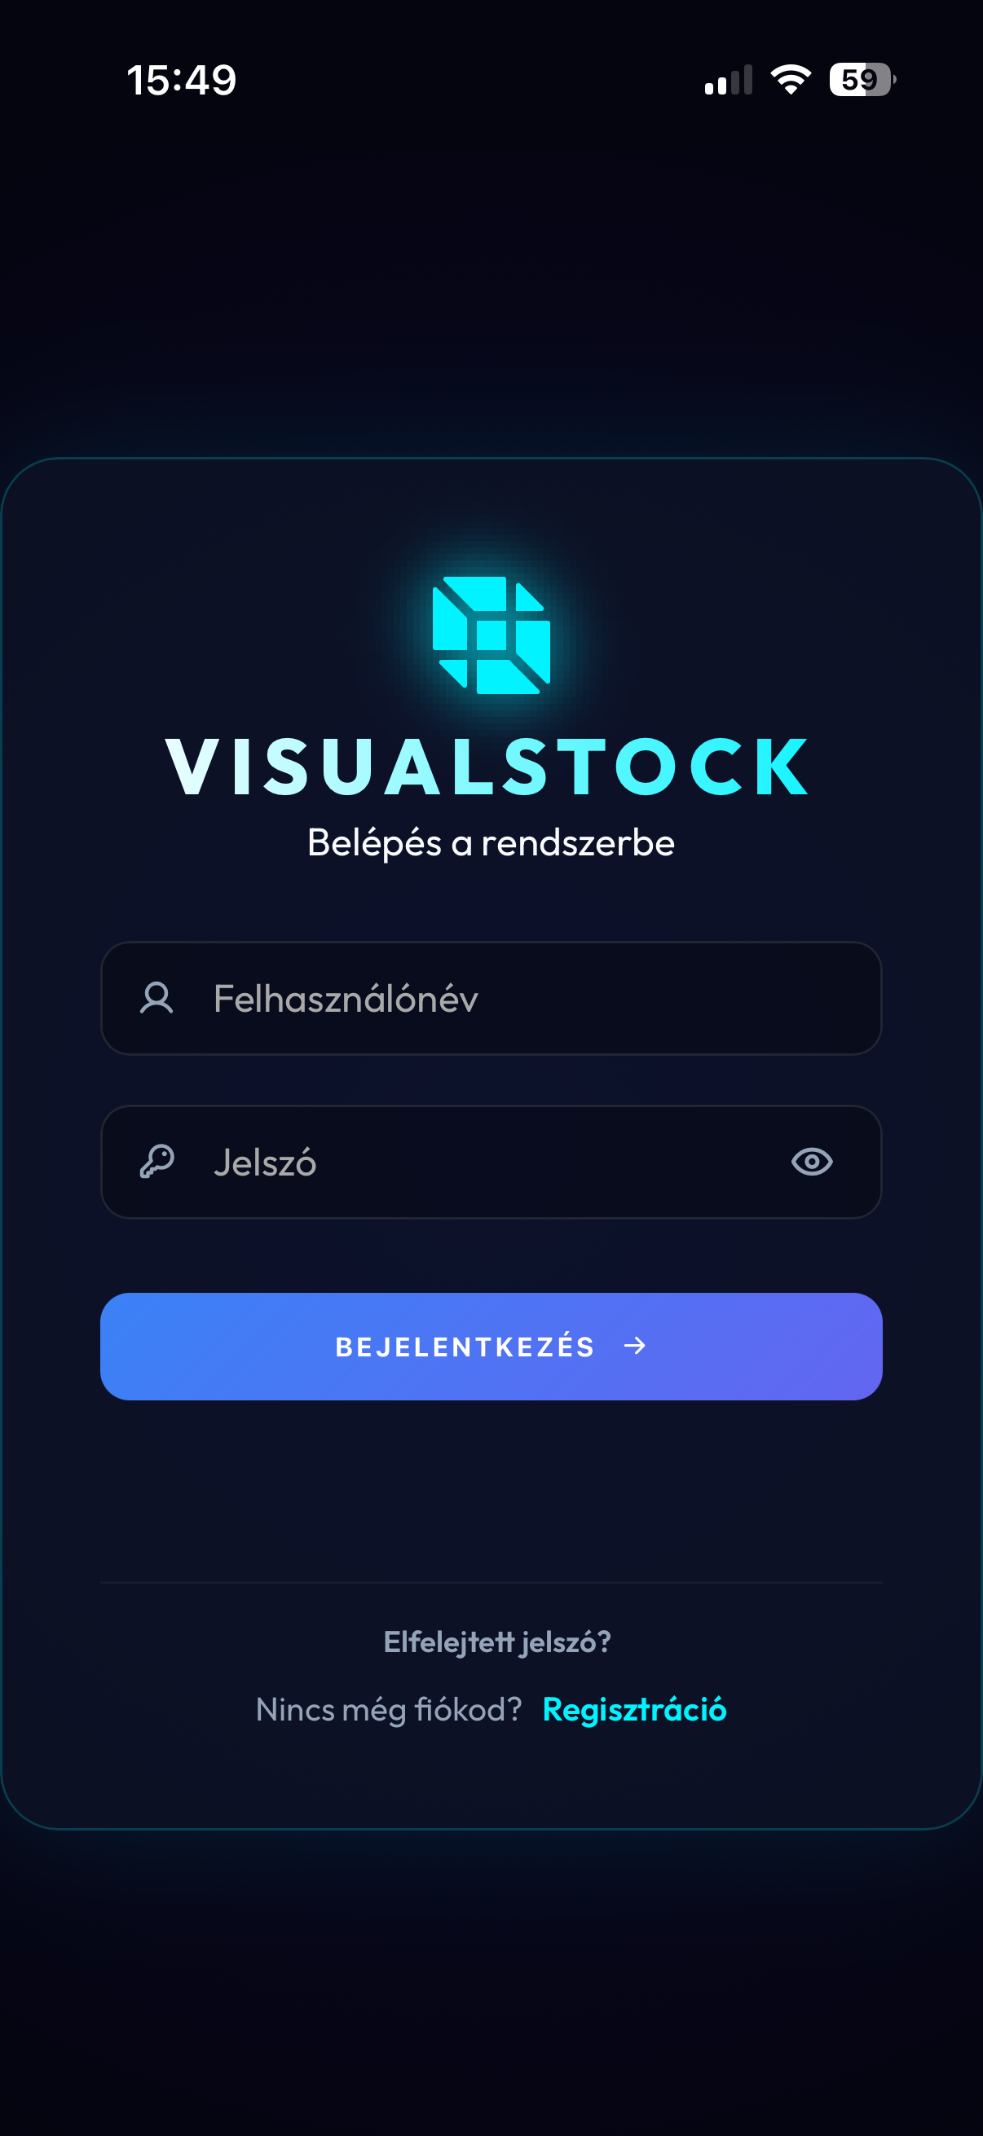 15:49
59
VISUALSTOCK
Belépés a rendszerbe
Felhasználónév
Jelszó
BEJELENTKEZÉS →
Elfelejtett jelszó?
Nincs még fiókod? Regisztráció